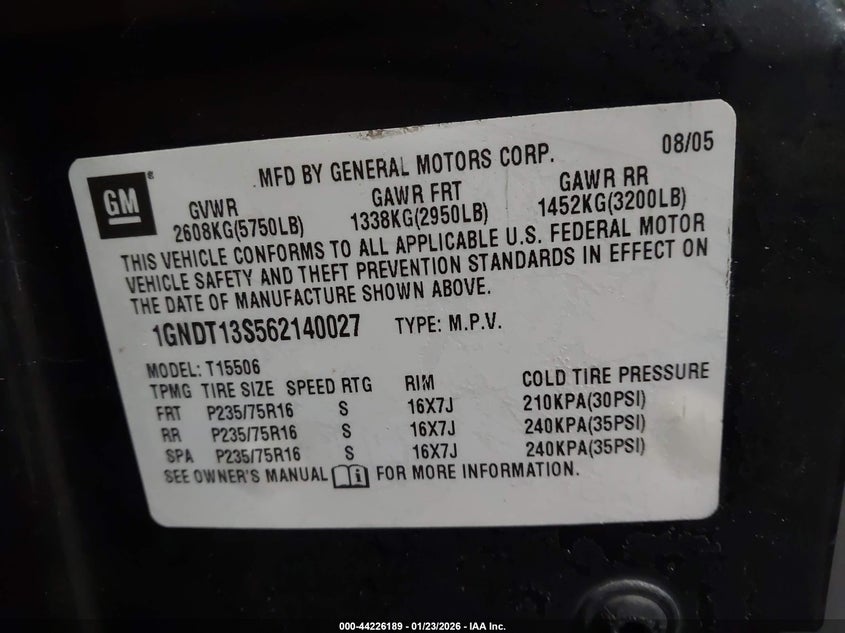 MFD BY GENERAL MOTORS CORP. 08/05
GM®
GVWR GAWR FRT GAWR RR
2608KG(5750LB) 1338KG(2950LB) 1452KG(3200LB)
THIS VEHICLE CONFORMS TO ALL APPLICABLE U.S. FEDERAL MOTOR
VEHICLE SAFETY AND THEFT PREVENTION STANDARDS IN EFFECT ON
THE DATE OF MANUFACTURE SHOWN ABOVE.
1GNDT13S562140027 TYPE: M.P.V.
MODEL: T15506
TPMG TIRE SIZE SPEED RTG RIM COLD TIRE PRESSURE
FRT P235/75R16 S 16X7J 210KPA(30PSI)
RR P235/75R16 S 16X7J 240KPA(35PSI)
SPA P235/75R16 S 16X7J 240KPA(35PSI)
SEE OWNER'S MANUAL i FOR MORE INFORMATION.
000-44226189 - 01/23/2026 - IAA Inc.